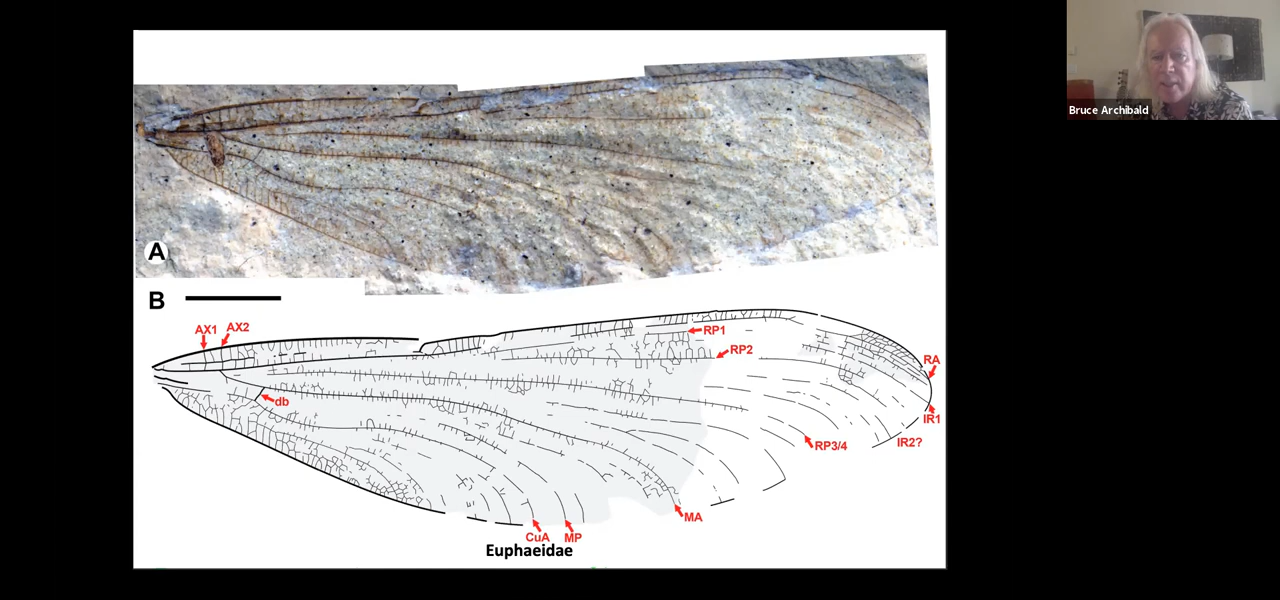 Bruce Archibald
A
B
AX1
AX2
RP1
RP2
RA
db
IR1
IR2?
RP3/4
MA
CuA
MP
Euphaeidae